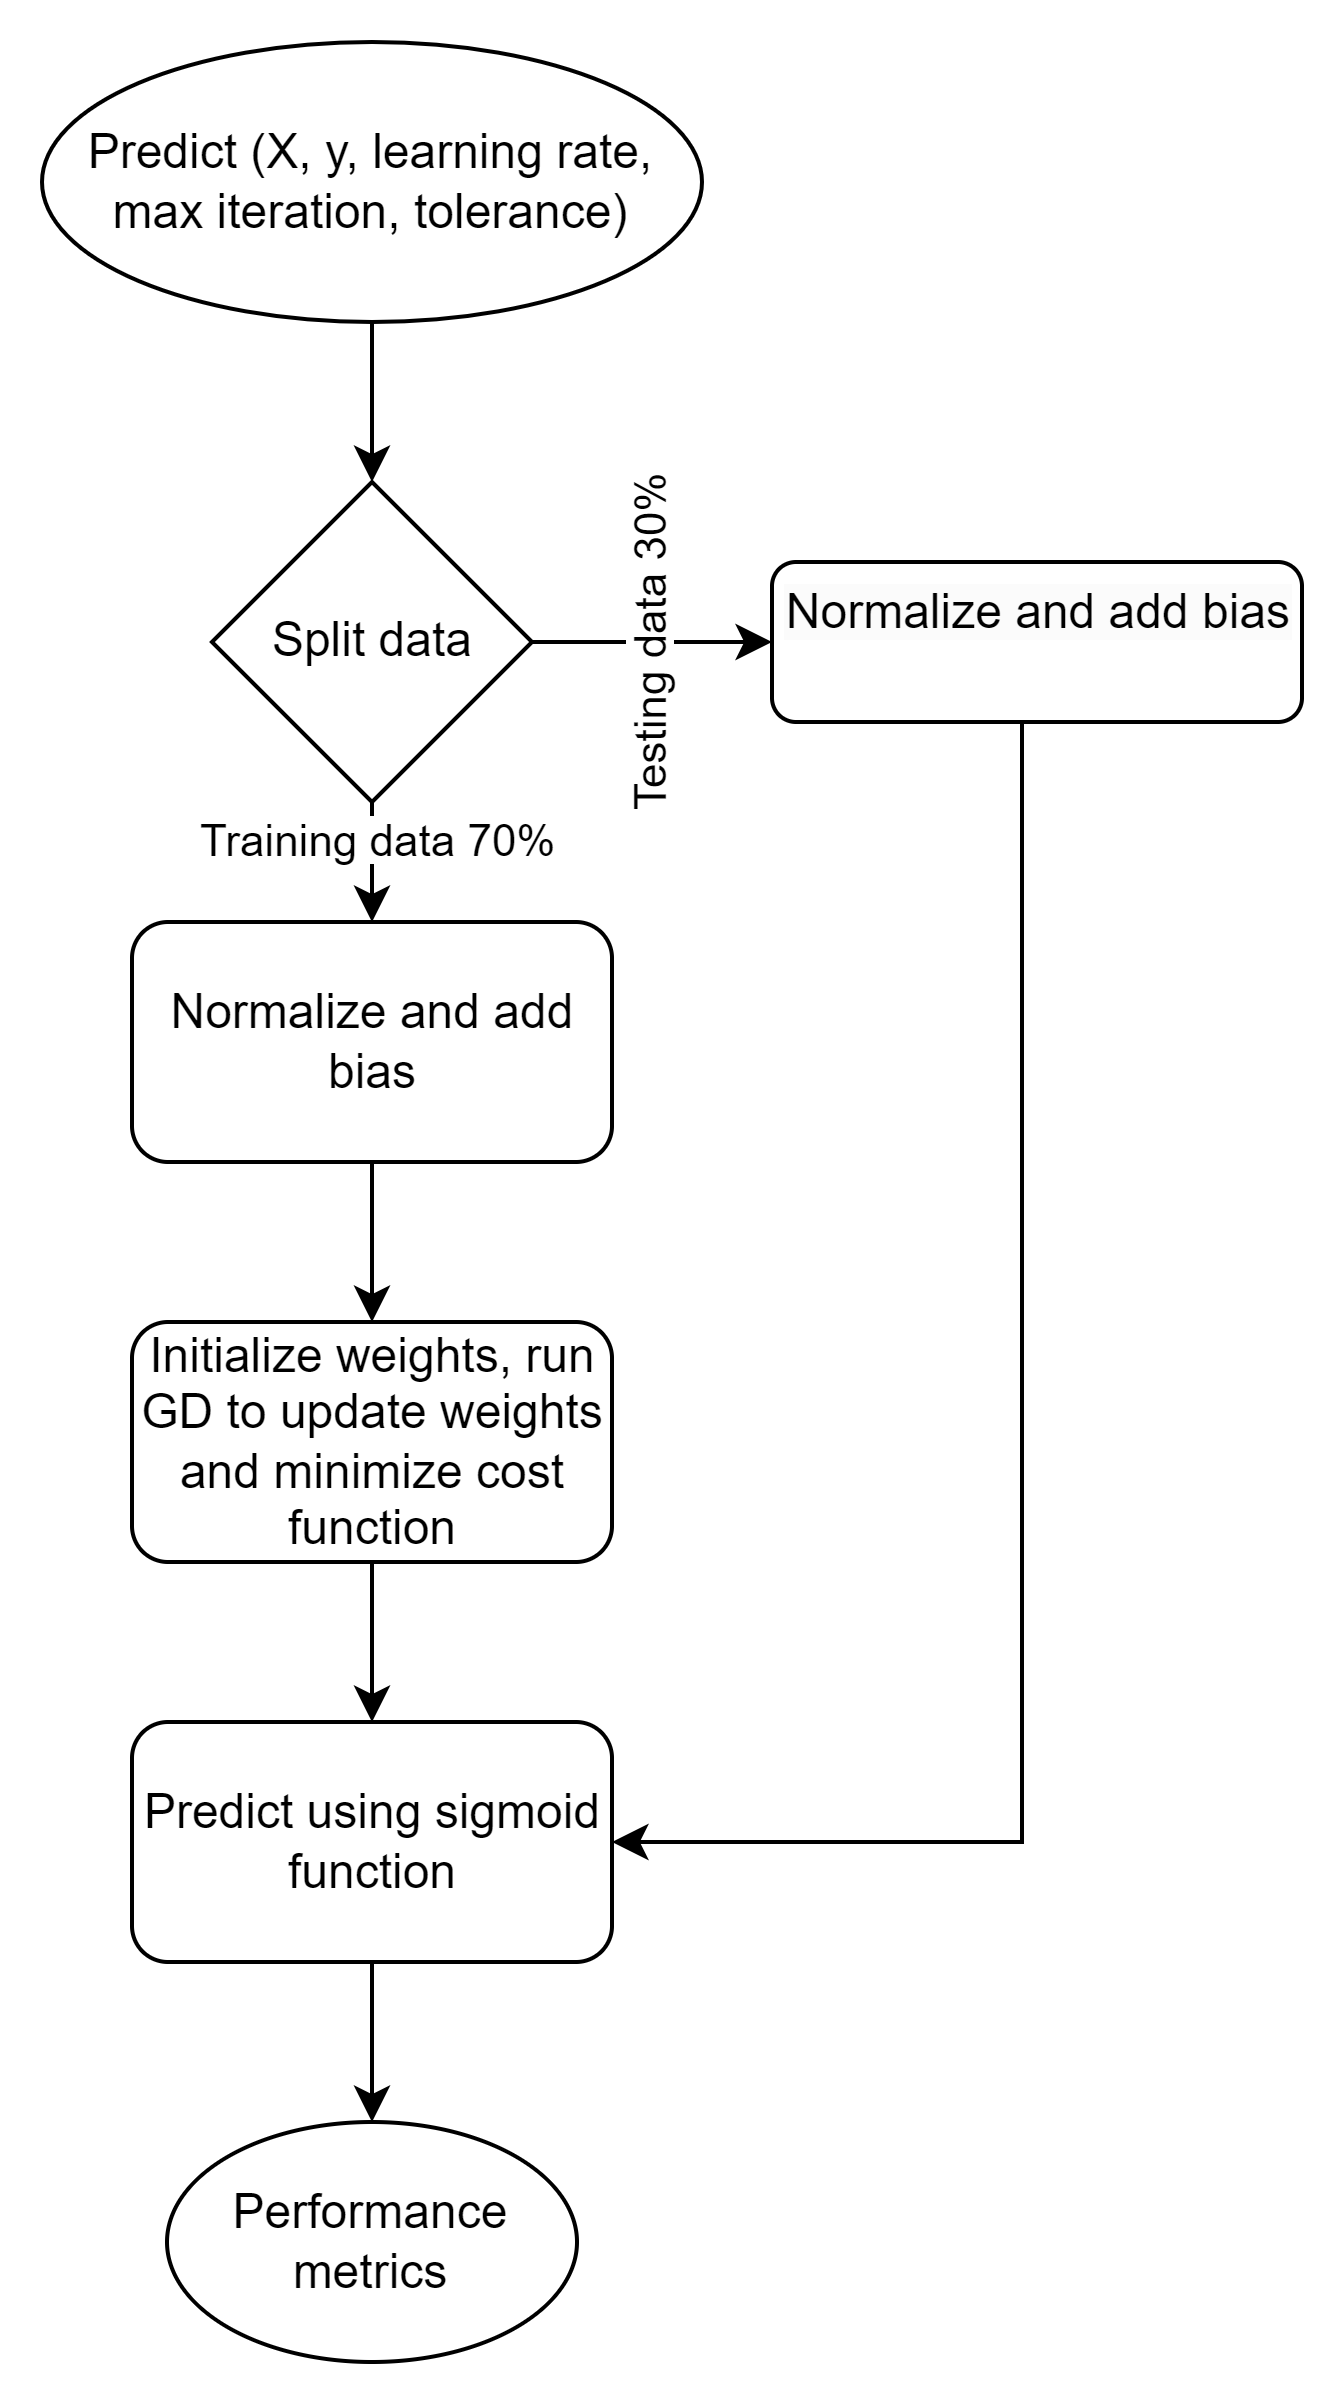 Predict (X, y, learning rate,
max iteration, tolerance)
Split data
Testing data 30%
Normalize and add bias
Training data 70%
Normalize and add
bias
Initialize weights, run
GD to update weights
and minimize cost
function
Predict using sigmoid
function
Performance
metrics